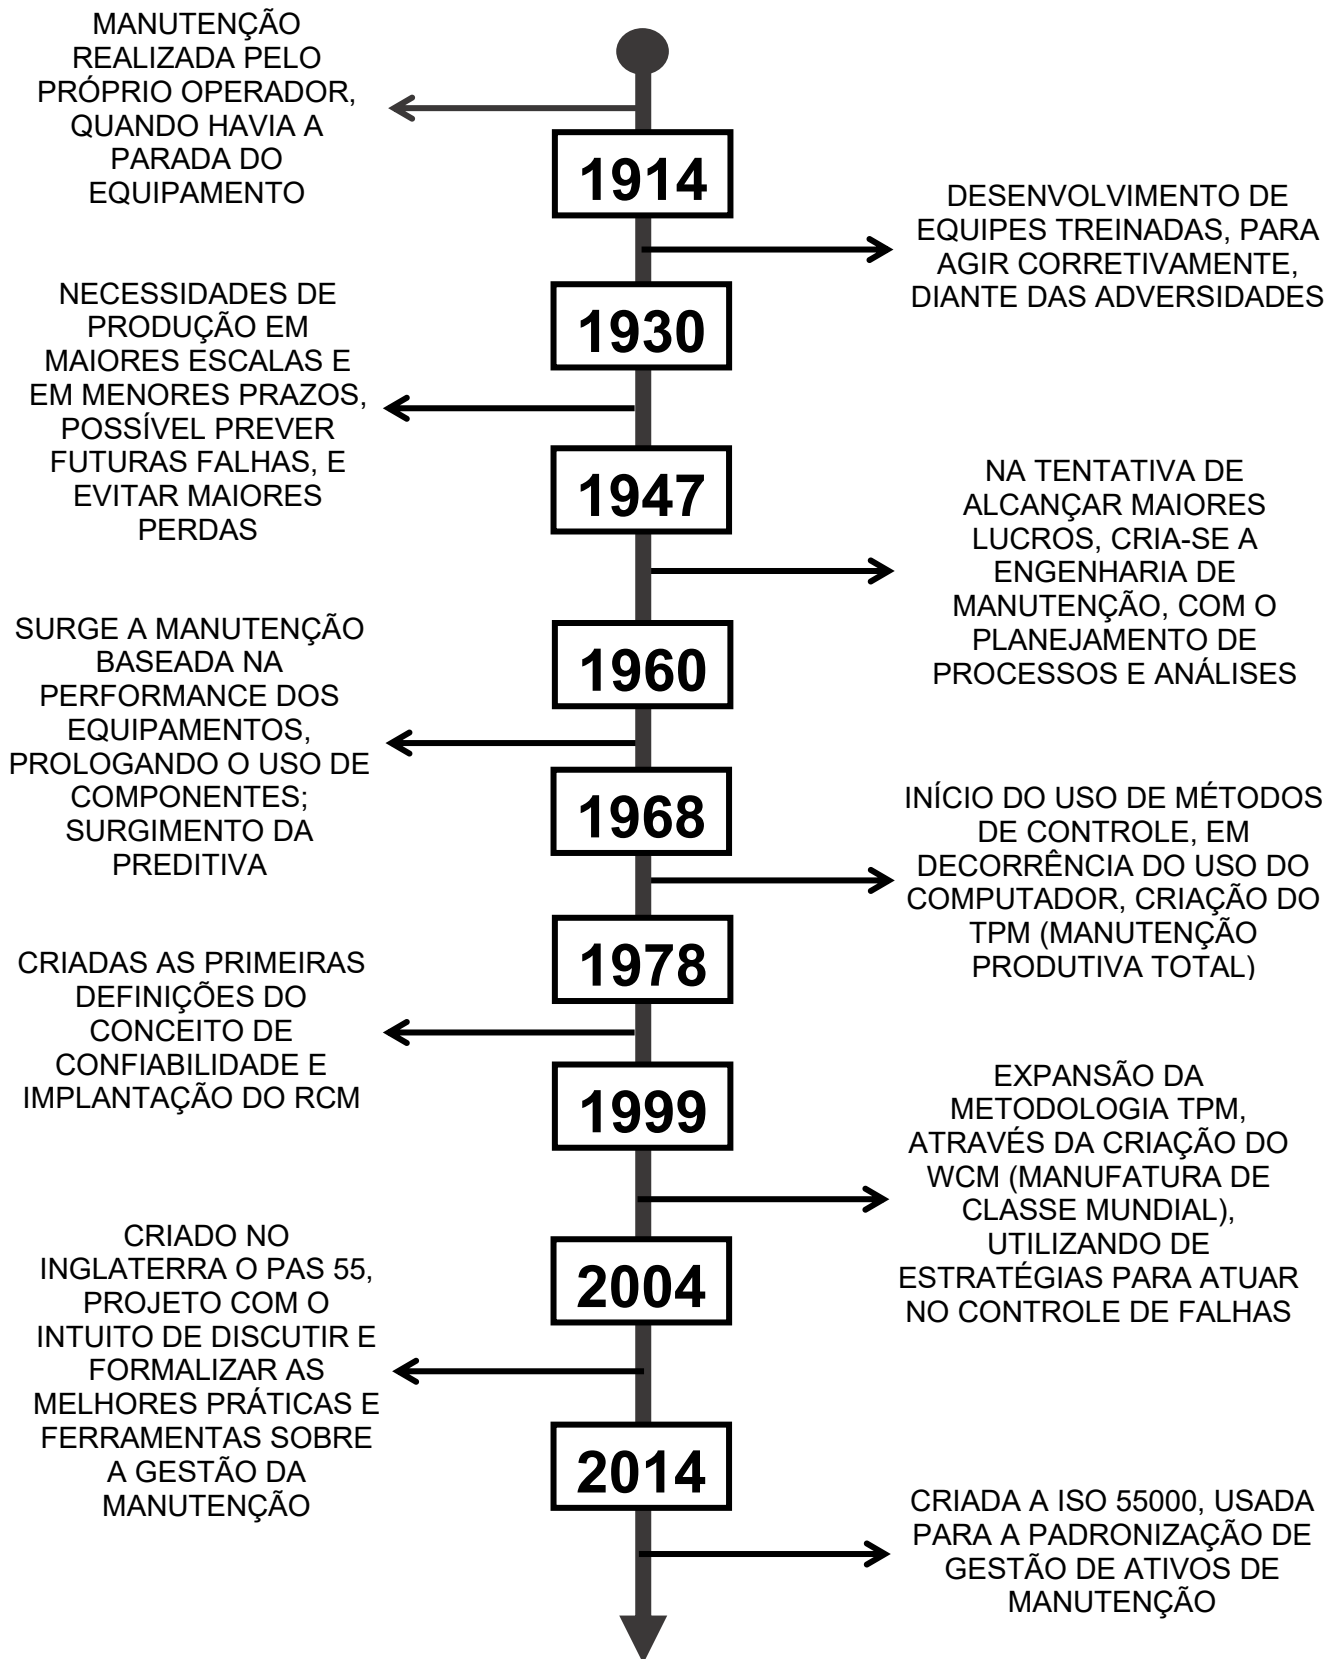 MANUTENÇÃO
REALIZADA PELO
PRÓPRIO OPERADOR,
QUANDO HAVIA A
PARADA DO
EQUIPAMENTO
1914
DESENVOLVIMENTO DE
EQUIPES TREINADAS, PARA
AGIR CORRETIVAMENTE,
DIANTE DAS ADVERSIDADES
1930
NECESSIDADES DE
PRODUÇÃO EM
MAIORES ESCALAS E
EM MENORES PRAZOS,
POSSÍVEL PREVER
FUTURAS FALHAS, E
EVITAR MAIORES
PERDAS
1947
NA TENTATIVA DE
ALCANÇAR MAIORES
LUCROS, CRIA-SE A
ENGENHARIA DE
MANUTENÇÃO, COM O
PLANEJAMENTO DE
PROCESSOS E ANÁLISES
1960
SURGE A MANUTENÇÃO
BASEADA NA
PERFORMANCE DOS
EQUIPAMENTOS,
PROLOGANDO O USO DE
COMPONENTES;
SURGIMENTO DA
PREDITIVA
1968
INÍCIO DO USO DE MÉTODOS
DE CONTROLE, EM
DECORRÊNCIA DO USO DO
COMPUTADOR, CRIAÇÃO DO
TPM (MANUTENÇÃO
PRODUTIVA TOTAL)
1978
CRIADAS AS PRIMEIRAS
DEFINIÇÕES DO
CONCEITO DE
CONFIABILIDADE E
IMPLANTAÇÃO DO RCM
1999
EXPANSÃO DA
METODOLOGIA TPM,
ATRAVÉS DA CRIAÇÃO DO
WCM (MANUFATURA DE
CLASSE MUNDIAL),
UTILIZANDO DE
ESTRATÉGIAS PARA ATUAR
NO CONTROLE DE FALHAS
2004
CRIADO NO
INGLATERRA O PAS 55,
PROJETO COM O
INTUITO DE DISCUTIR E
FORMALIZAR AS
MELHORES PRÁTICAS E
FERRAMENTAS SOBRE
A GESTÃO DA
MANUTENÇÃO
2014
CRIADA A ISO 55000, USADA
PARA A PADRONIZAÇÃO DE
GESTÃO DE ATIVOS DE
MANUTENÇÃO